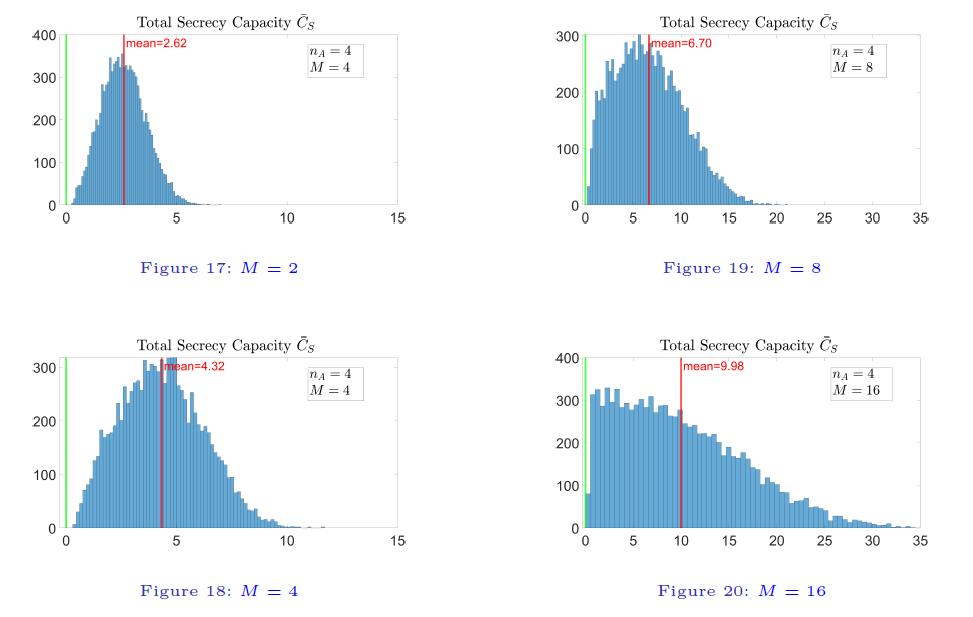 Total Secrecy Capacity C̄_S
mean=2.62
n_A = 4
M = 4
400
300
200
100
0
0 5 10 15
Figure 17: M = 2
Total Secrecy Capacity C̄_S
mean=6.70
n_A = 4
M = 8
300
200
100
0
0 5 10 15 20 25 30 35
Figure 19: M = 8
Total Secrecy Capacity C̄_S
mean=4.32
n_A = 4
M = 4
300
200
100
0
0 5 10 15
Figure 18: M = 4
Total Secrecy Capacity C̄_S
mean=9.98
n_A = 4
M = 16
400
300
200
100
0
0 5 10 15 20 25 30 35
Figure 20: M = 16